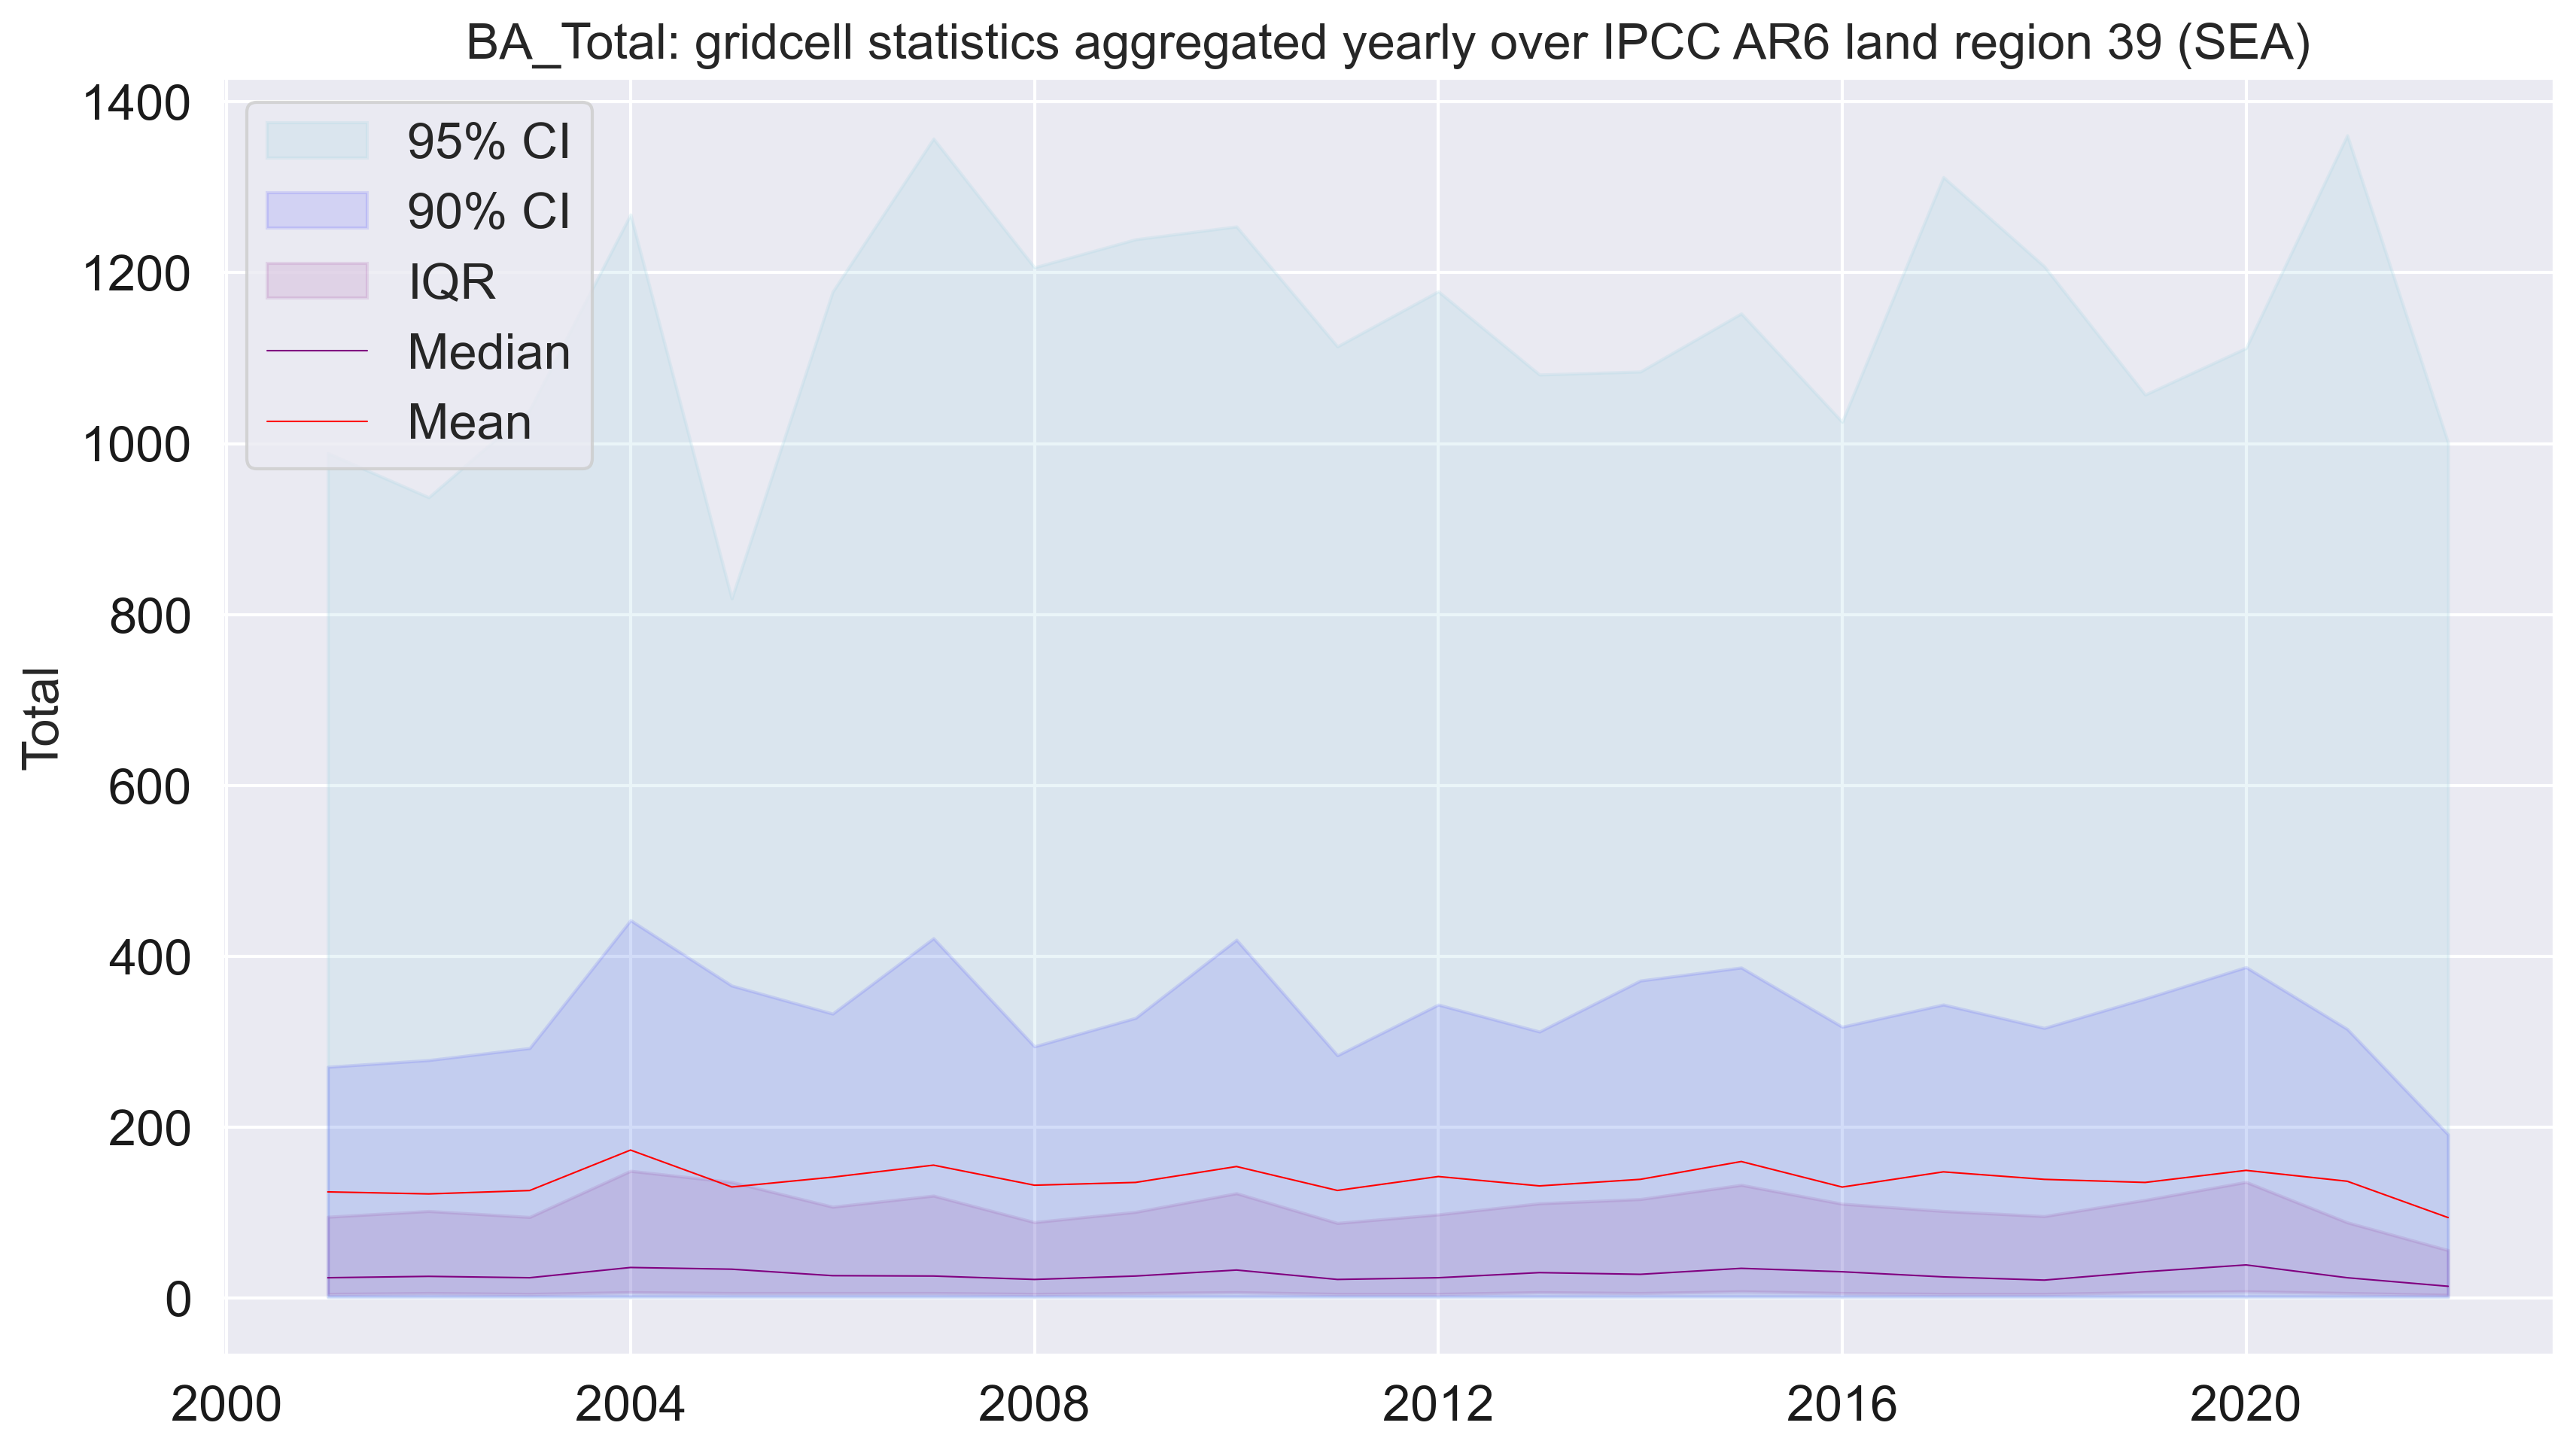 BA_Total: gridcell statistics aggregated yearly over IPCC AR6 land region 39 (SEA)
1400
1200
1000
800
600
400
200
0
Total
95% CI
90% CI
IQR
Median
Mean
2000
2004
2008
2012
2016
2020